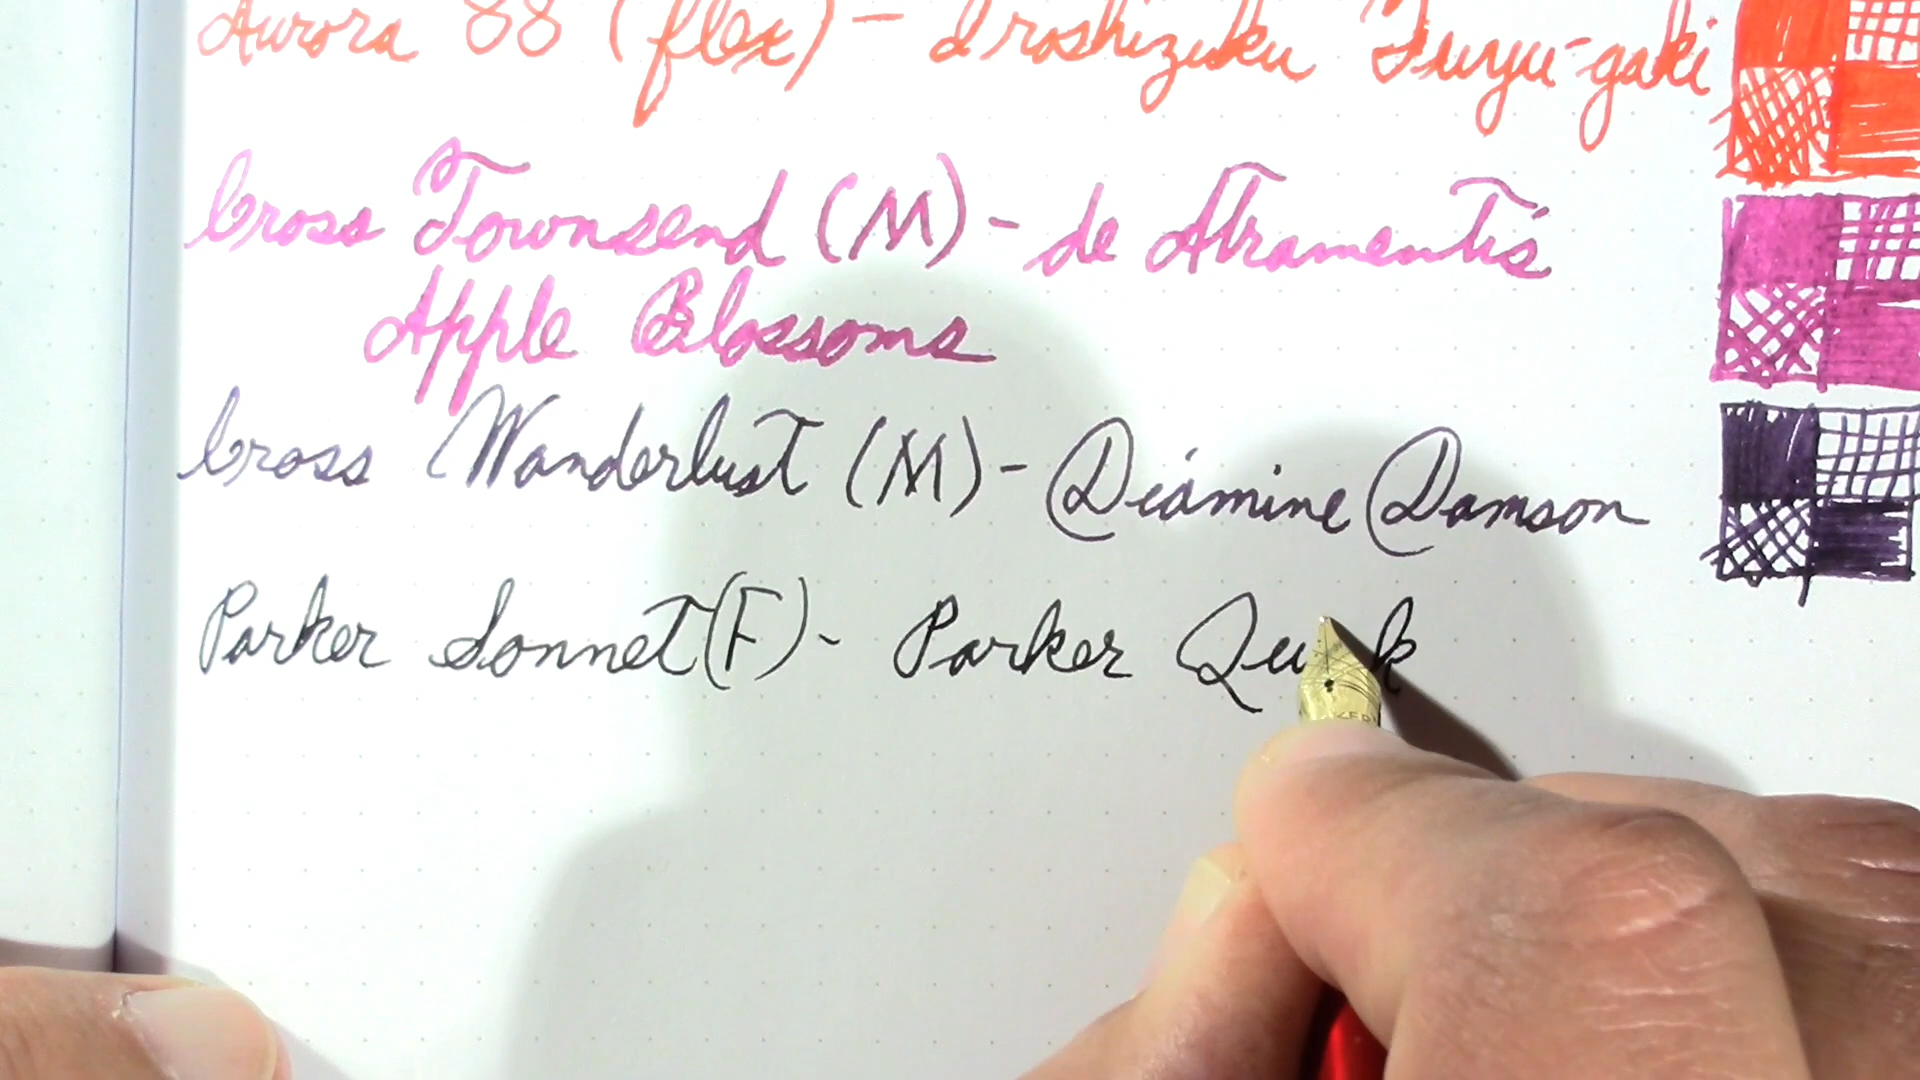 Aurora 88 (flex) - Iroshizuku Fuyu-gaki
Cross Townsend (M) - de Atramentis
Apple Blossoms
Cross Wanderlust (M) - Diamine Damson
Parker Sonnet (F) - Parker